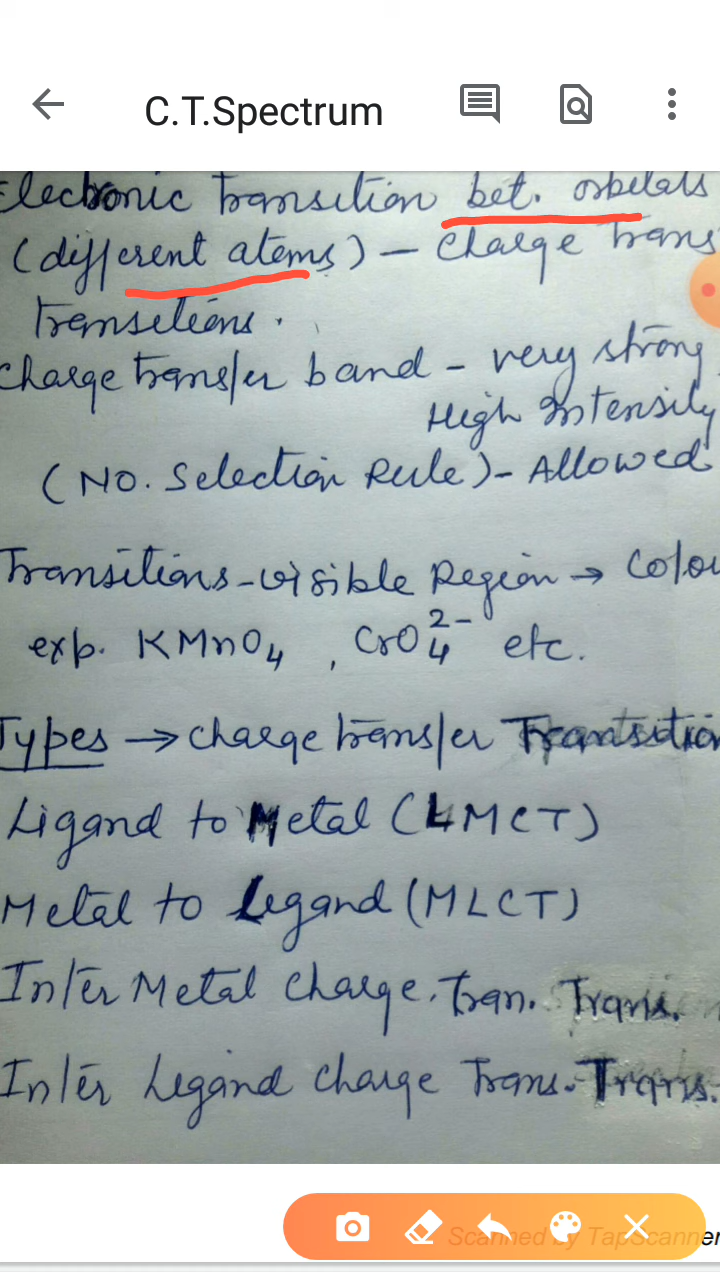 C.T.Spectrum
Electronic Transition bet. orbitals
(different atoms) – Charge Trans
Transitions.
Charge transfer band – very strong
High Intensity
(NO. Selection Rule) – Allowed
Transitions – visible Region → Colou
exp. KMnO4, CrO4^2- etc.
Types → charge transfer Transition
Ligand to Metal (LMCT)
Metal to Ligand (MLCT)
Inter Metal Charge. Tran. Trans.
Inter Ligand Charge Trans. Trans.
Scanned by TapScanner